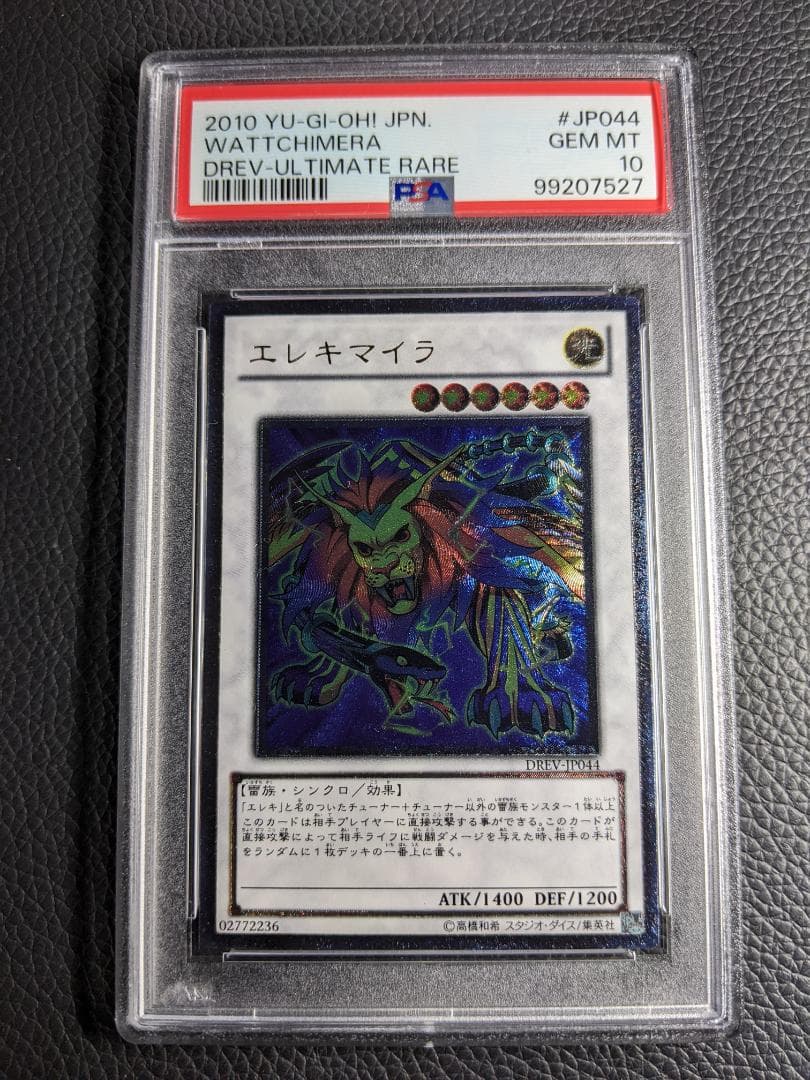 2010 YU-GI-OH! JPN. #JP044
WATTCHIMERA GEM MT
DREV-ULTIMATE RARE 10
PSA 99207527
エレキマイラ 光
DREV-JP044
【雷族・シンクロ/効果】
「エレキ」と名のついたチューナー+チューナー以外の雷族モンスター1体以上
このカードは相手プレイヤーに直接攻撃する事ができる。このカードが
直接攻撃によって相手ライフに戦闘ダメージを与えた時、相手の手札
をランダムに1枚デッキの一番上に置く。
ATK/1400 DEF/1200
02772236 ©高橋和希 スタジオ・ダイス/集英社